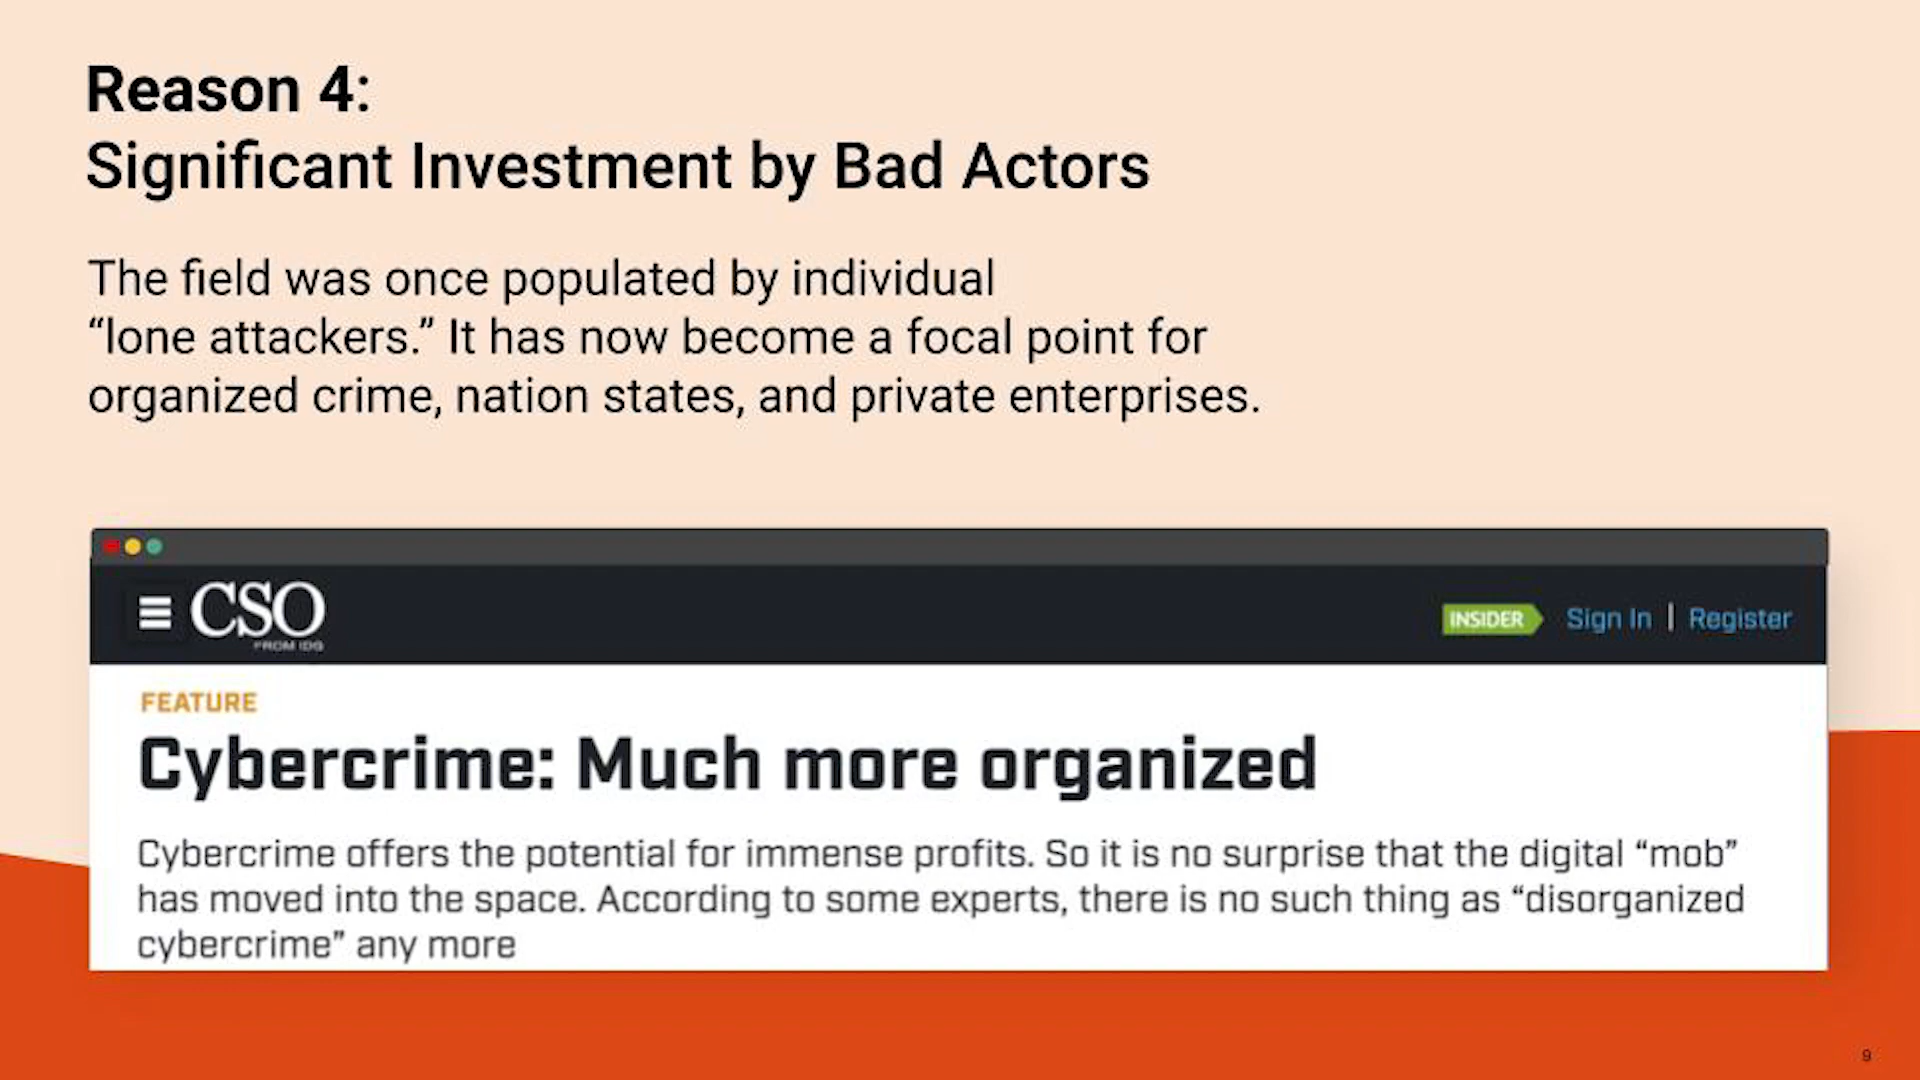 Reason 4:
Significant Investment by Bad Actors
The field was once populated by individual
“lone attackers.” It has now become a focal point for
organized crime, nation states, and private enterprises.
CSO
FROM IDG
INSIDER Sign In | Register
FEATURE
Cybercrime: Much more organized
Cybercrime offers the potential for immense profits. So it is no surprise that the digital “mob”
has moved into the space. According to some experts, there is no such thing as “disorganized
cybercrime” any more
9